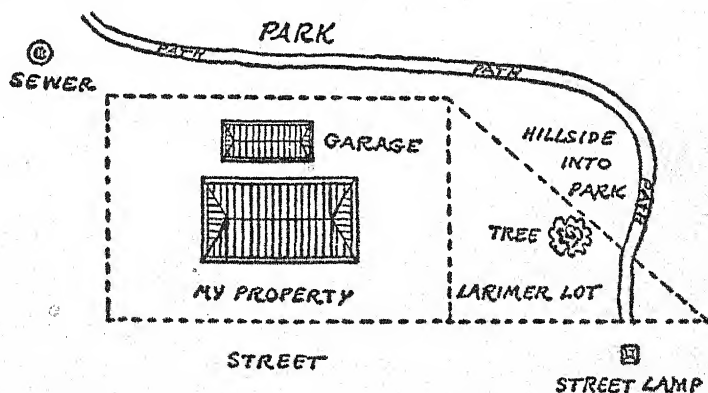 PARK
PATH
PATH
SEWER
GARAGE
HILLSIDE
INTO
PARK
PATH
TREE
MY PROPERTY
LARIMER LOT
STREET
STREET LAMP